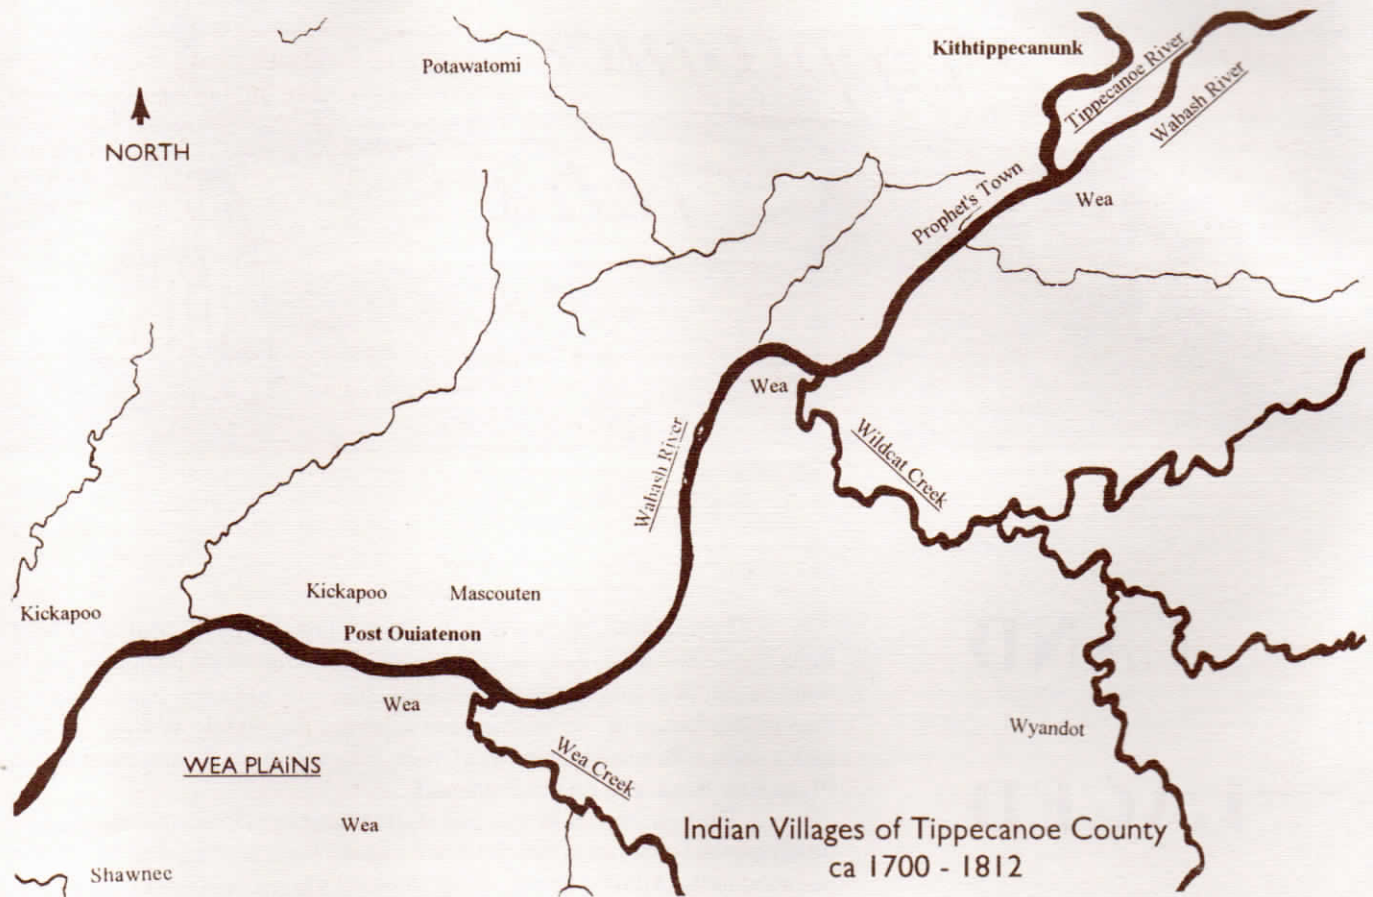 Kithtippecanunk
Potawatomi
Tippecanoe River
Wabash River
NORTH
Prophet's Town
Wea
Wea
Wabash River
Wildcat Creek
Kickapoo
Mascouten
Kickapoo
Post Ouiatenon
Wea
Wyandot
WEA PLAiNS
Wea Creek
Wea
Indian Villages of Tippecanoe County
ca 1700 - 1812
Shawnec